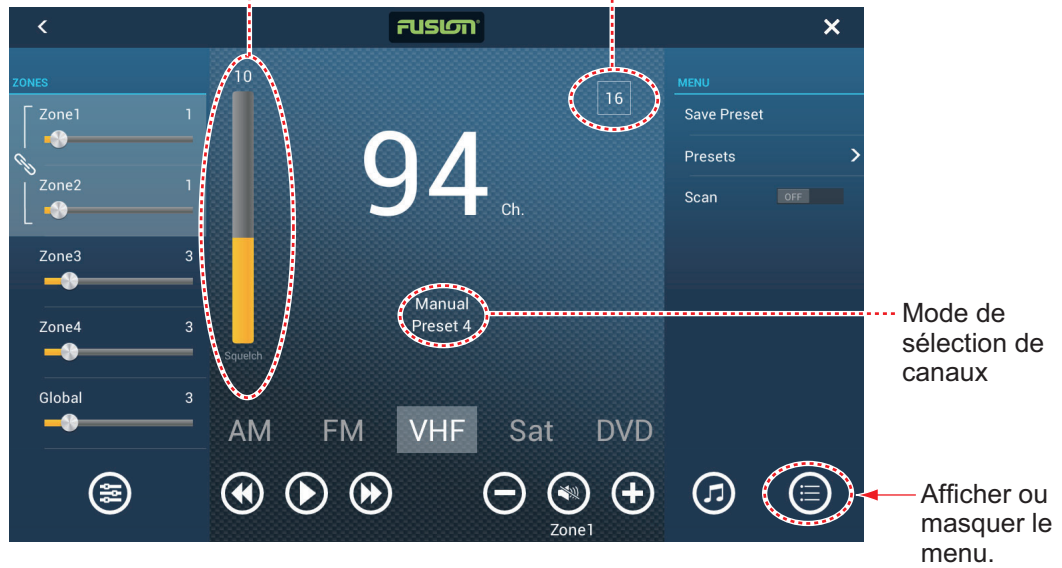 FUSION
ZONES
Zone1 1
Zone2 1
Zone3 3
Zone4 3
Global 3
10
Squelch
16
94 Ch.
Manual
Preset 4
AM FM VHF Sat DVD
Zone1
MENU
Save Preset
Presets
Scan OFF
Mode de
sélection de
canaux
Afficher ou
masquer le
menu.